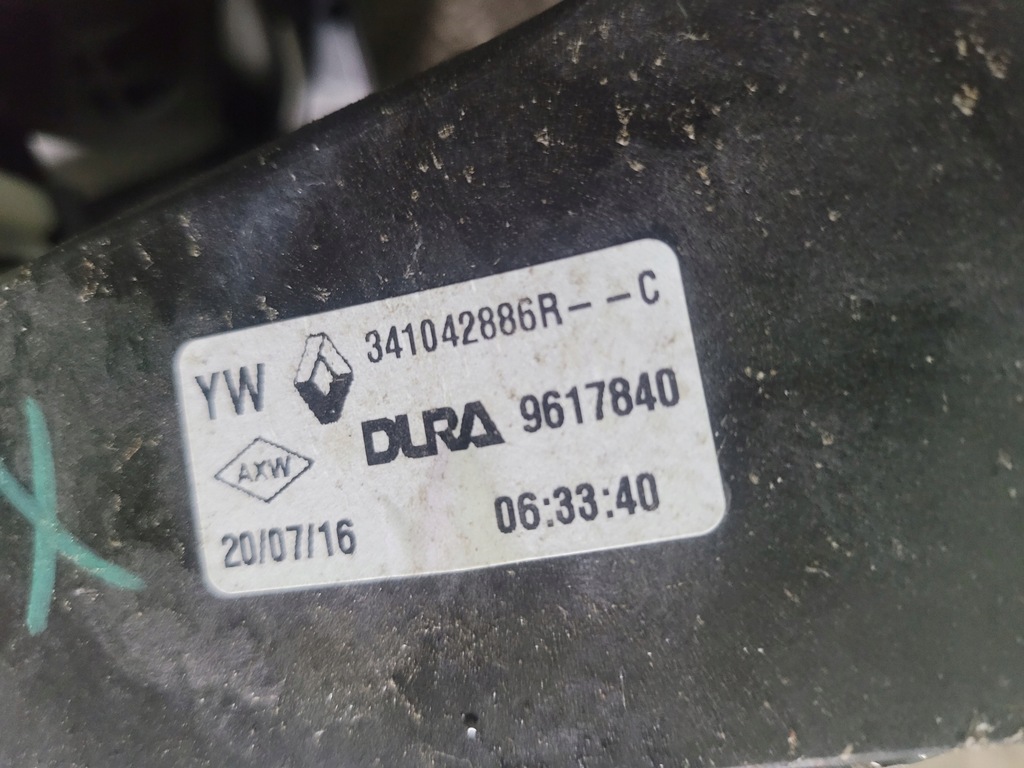 YW 341042886R--C
DURA 9617840
AXW
20/07/16 06:33:40
X